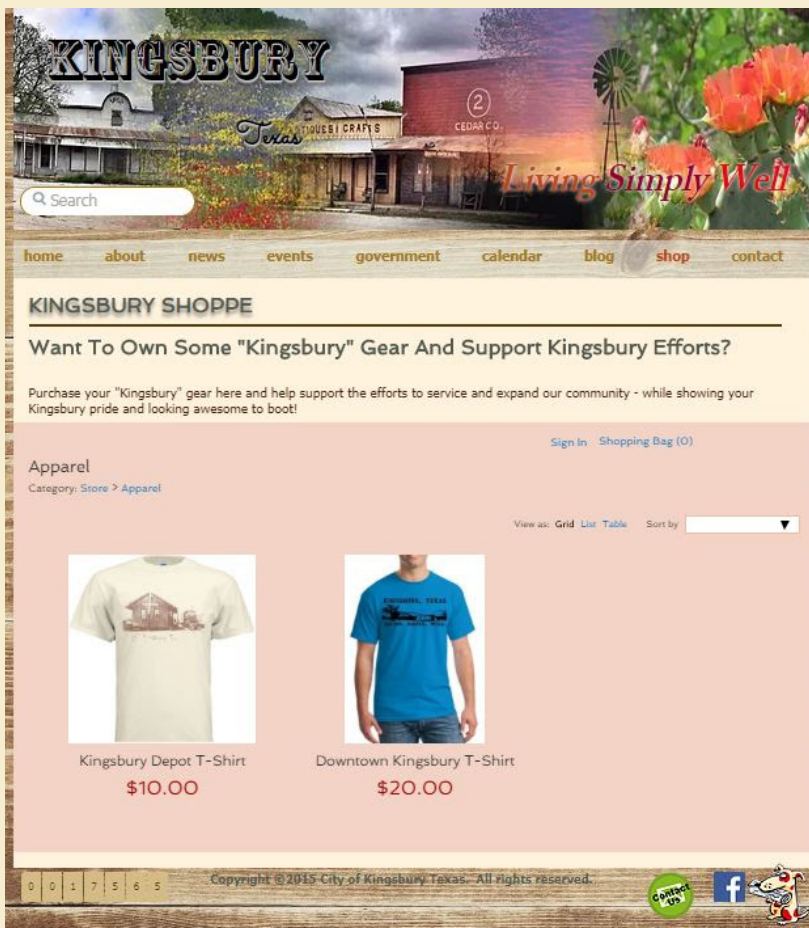 KINGSBURY
Texas
ANTIQUES & CRAFTS
2
CEDAR CO.
Living Simply Well
Search
home about news events government calendar blog shop contact
KINGSBURY SHOPPE
Want To Own Some "Kingsbury" Gear And Support Kingsbury Efforts?
Purchase your "Kingsbury" gear here and help support the efforts to service and expand our community - while showing your
Kingsbury pride and looking awesome to boot!
Sign In Shopping Bag (0)
Apparel
Category: Store > Apparel
View as: Grid List Table Sort by
KINGSBURY, TEXAS
Kingsbury Depot T-Shirt Downtown Kingsbury T-Shirt
$10.00 $20.00
0 0 1 7 5 6 5
Copyright ©2015 City of Kingsbury Texas. All rights reserved.
Contact
Us
f